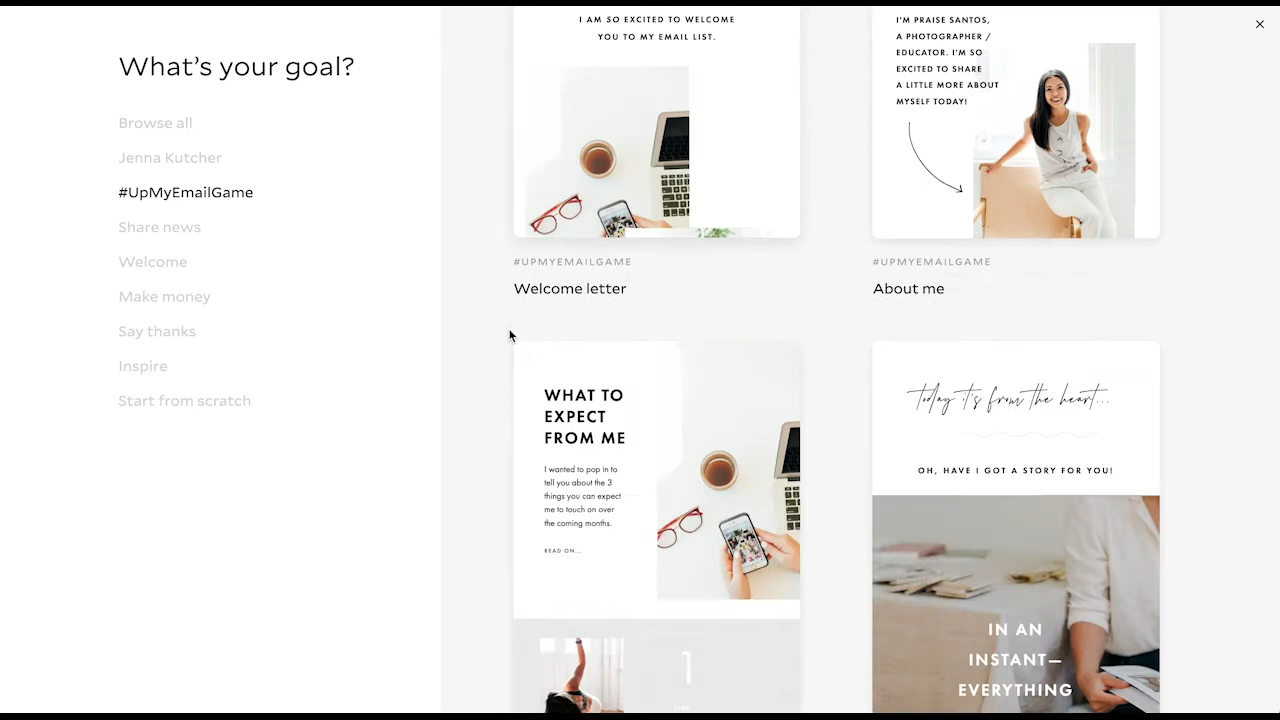 What's your goal?
Browse all
Jenna Kutcher
#UpMyEmailGame
Share news
Welcome
Make money
Say thanks
Inspire
Start from scratch
I AM SO EXCITED TO WELCOME
YOU TO MY EMAIL LIST.
#UPMYEMAILGAME
Welcome letter
I'M PRAISE SANTOS,
A PHOTOGRAPHER /
EDUCATOR. I'M SO
EXCITED TO SHARE
A LITTLE MORE ABOUT
MYSELF TODAY!
#UPMYEMAILGAME
About me
WHAT TO
EXPECT
FROM ME
I wanted to pop in to
tell you about the 3
things you can expect
me to touch on over
the coming months.
READ ON...
1
today it's from the heart...
OH, HAVE I GOT A STORY FOR YOU!
IN AN
INSTANT—
EVERYTHING